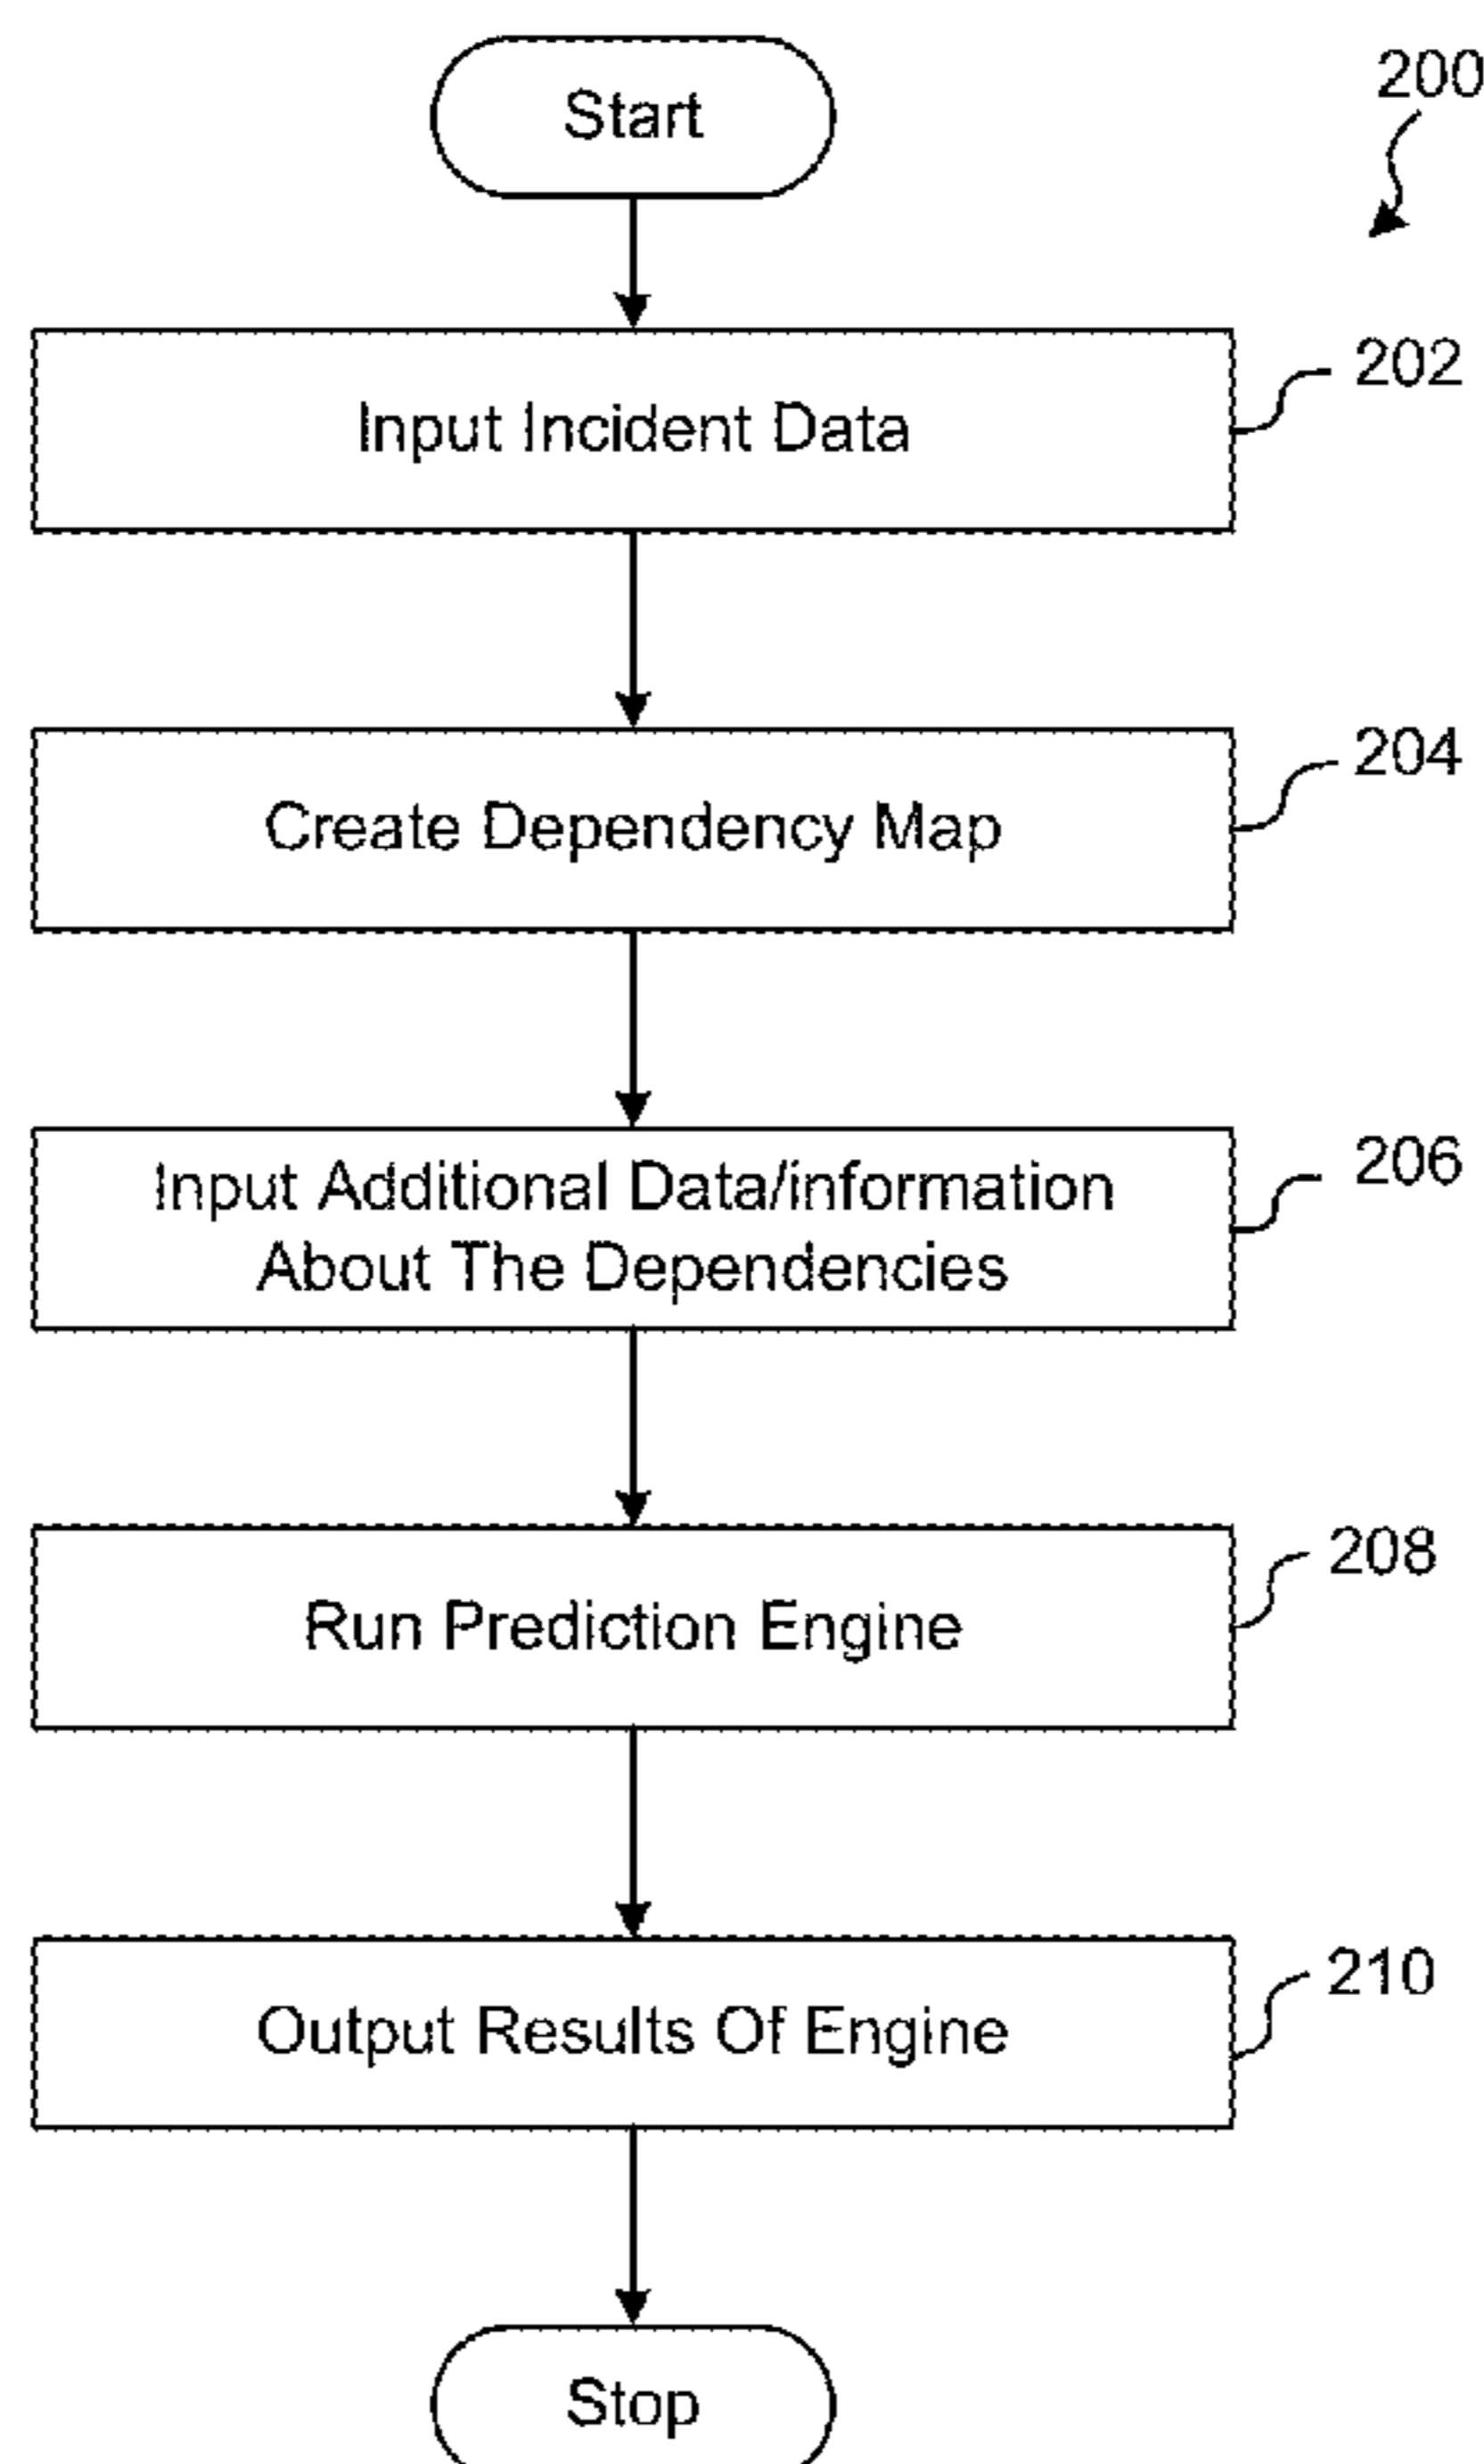 Start
200
Input Incident Data
202
Create Dependency Map
204
Input Additional Data/information
About The Dependencies
206
Run Prediction Engine
208
Output Results Of Engine
210
Stop